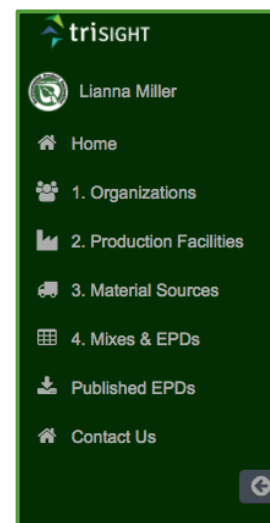 triSIGHT
Lianna Miller
Home
1. Organizations
2. Production Facilities
3. Material Sources
4. Mixes & EPDs
Published EPDs
Contact Us